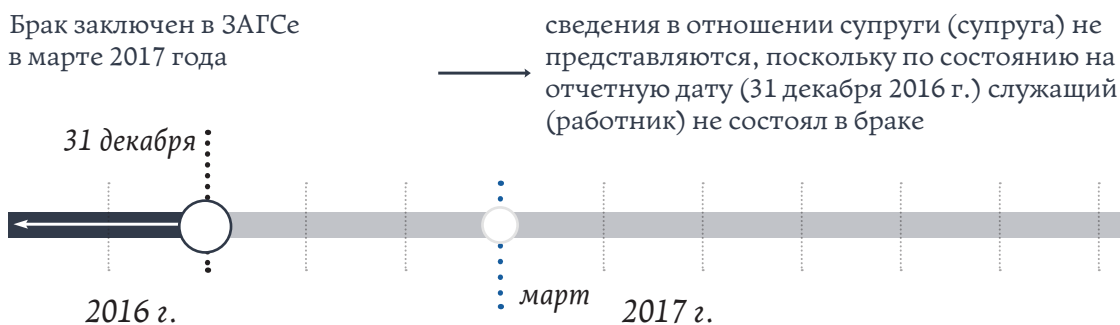 Брак заключен в ЗАГСе
в марте 2017 года
сведения в отношении супруги (супруга) не
представляются, поскольку по состоянию на
отчетную дату (31 декабря 2016 г.) служащий
(работник) не состоял в браке
31 декабря
2016 г.
март
2017 г.